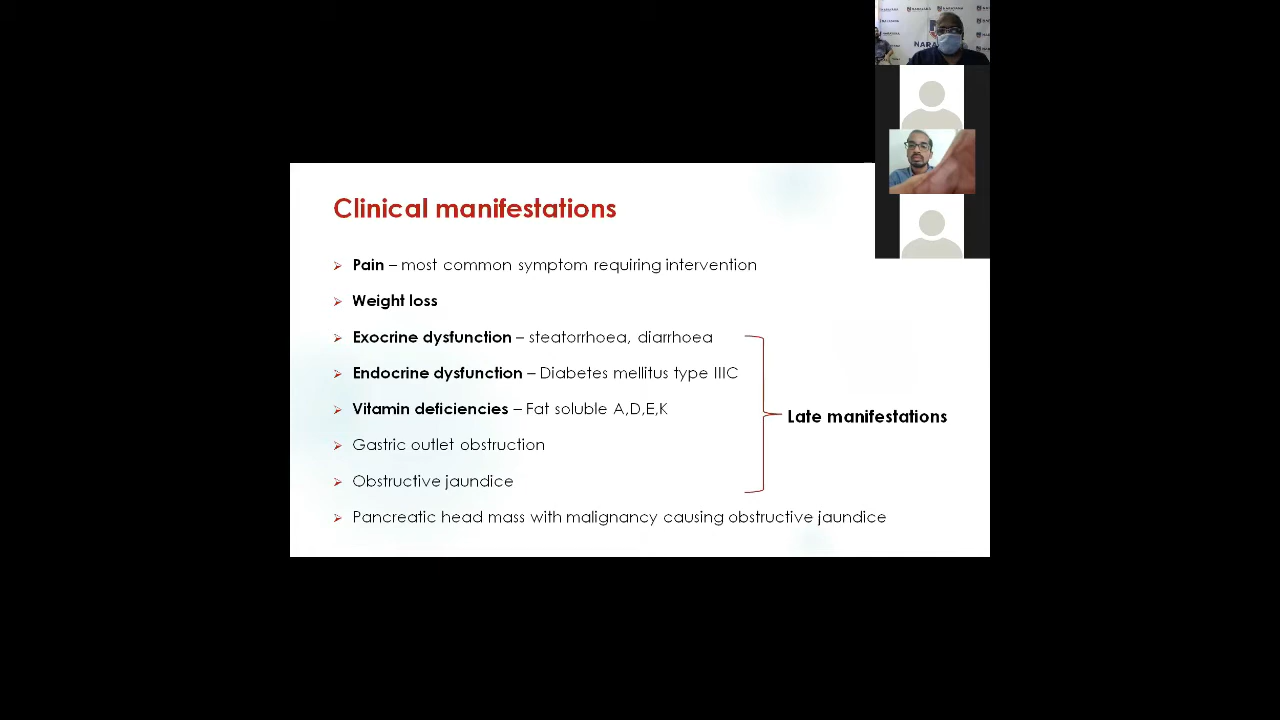 NARAYANA
Clinical manifestations
➢ Pain – most common symptom requiring intervention
➢ Weight loss
➢ Exocrine dysfunction – steatorrhoea, diarrhoea
➢ Endocrine dysfunction – Diabetes mellitus type IIIC
➢ Vitamin deficiencies – Fat soluble A,D,E,K
Late manifestations
➢ Gastric outlet obstruction
➢ Obstructive jaundice
➢ Pancreatic head mass with malignancy causing obstructive jaundice